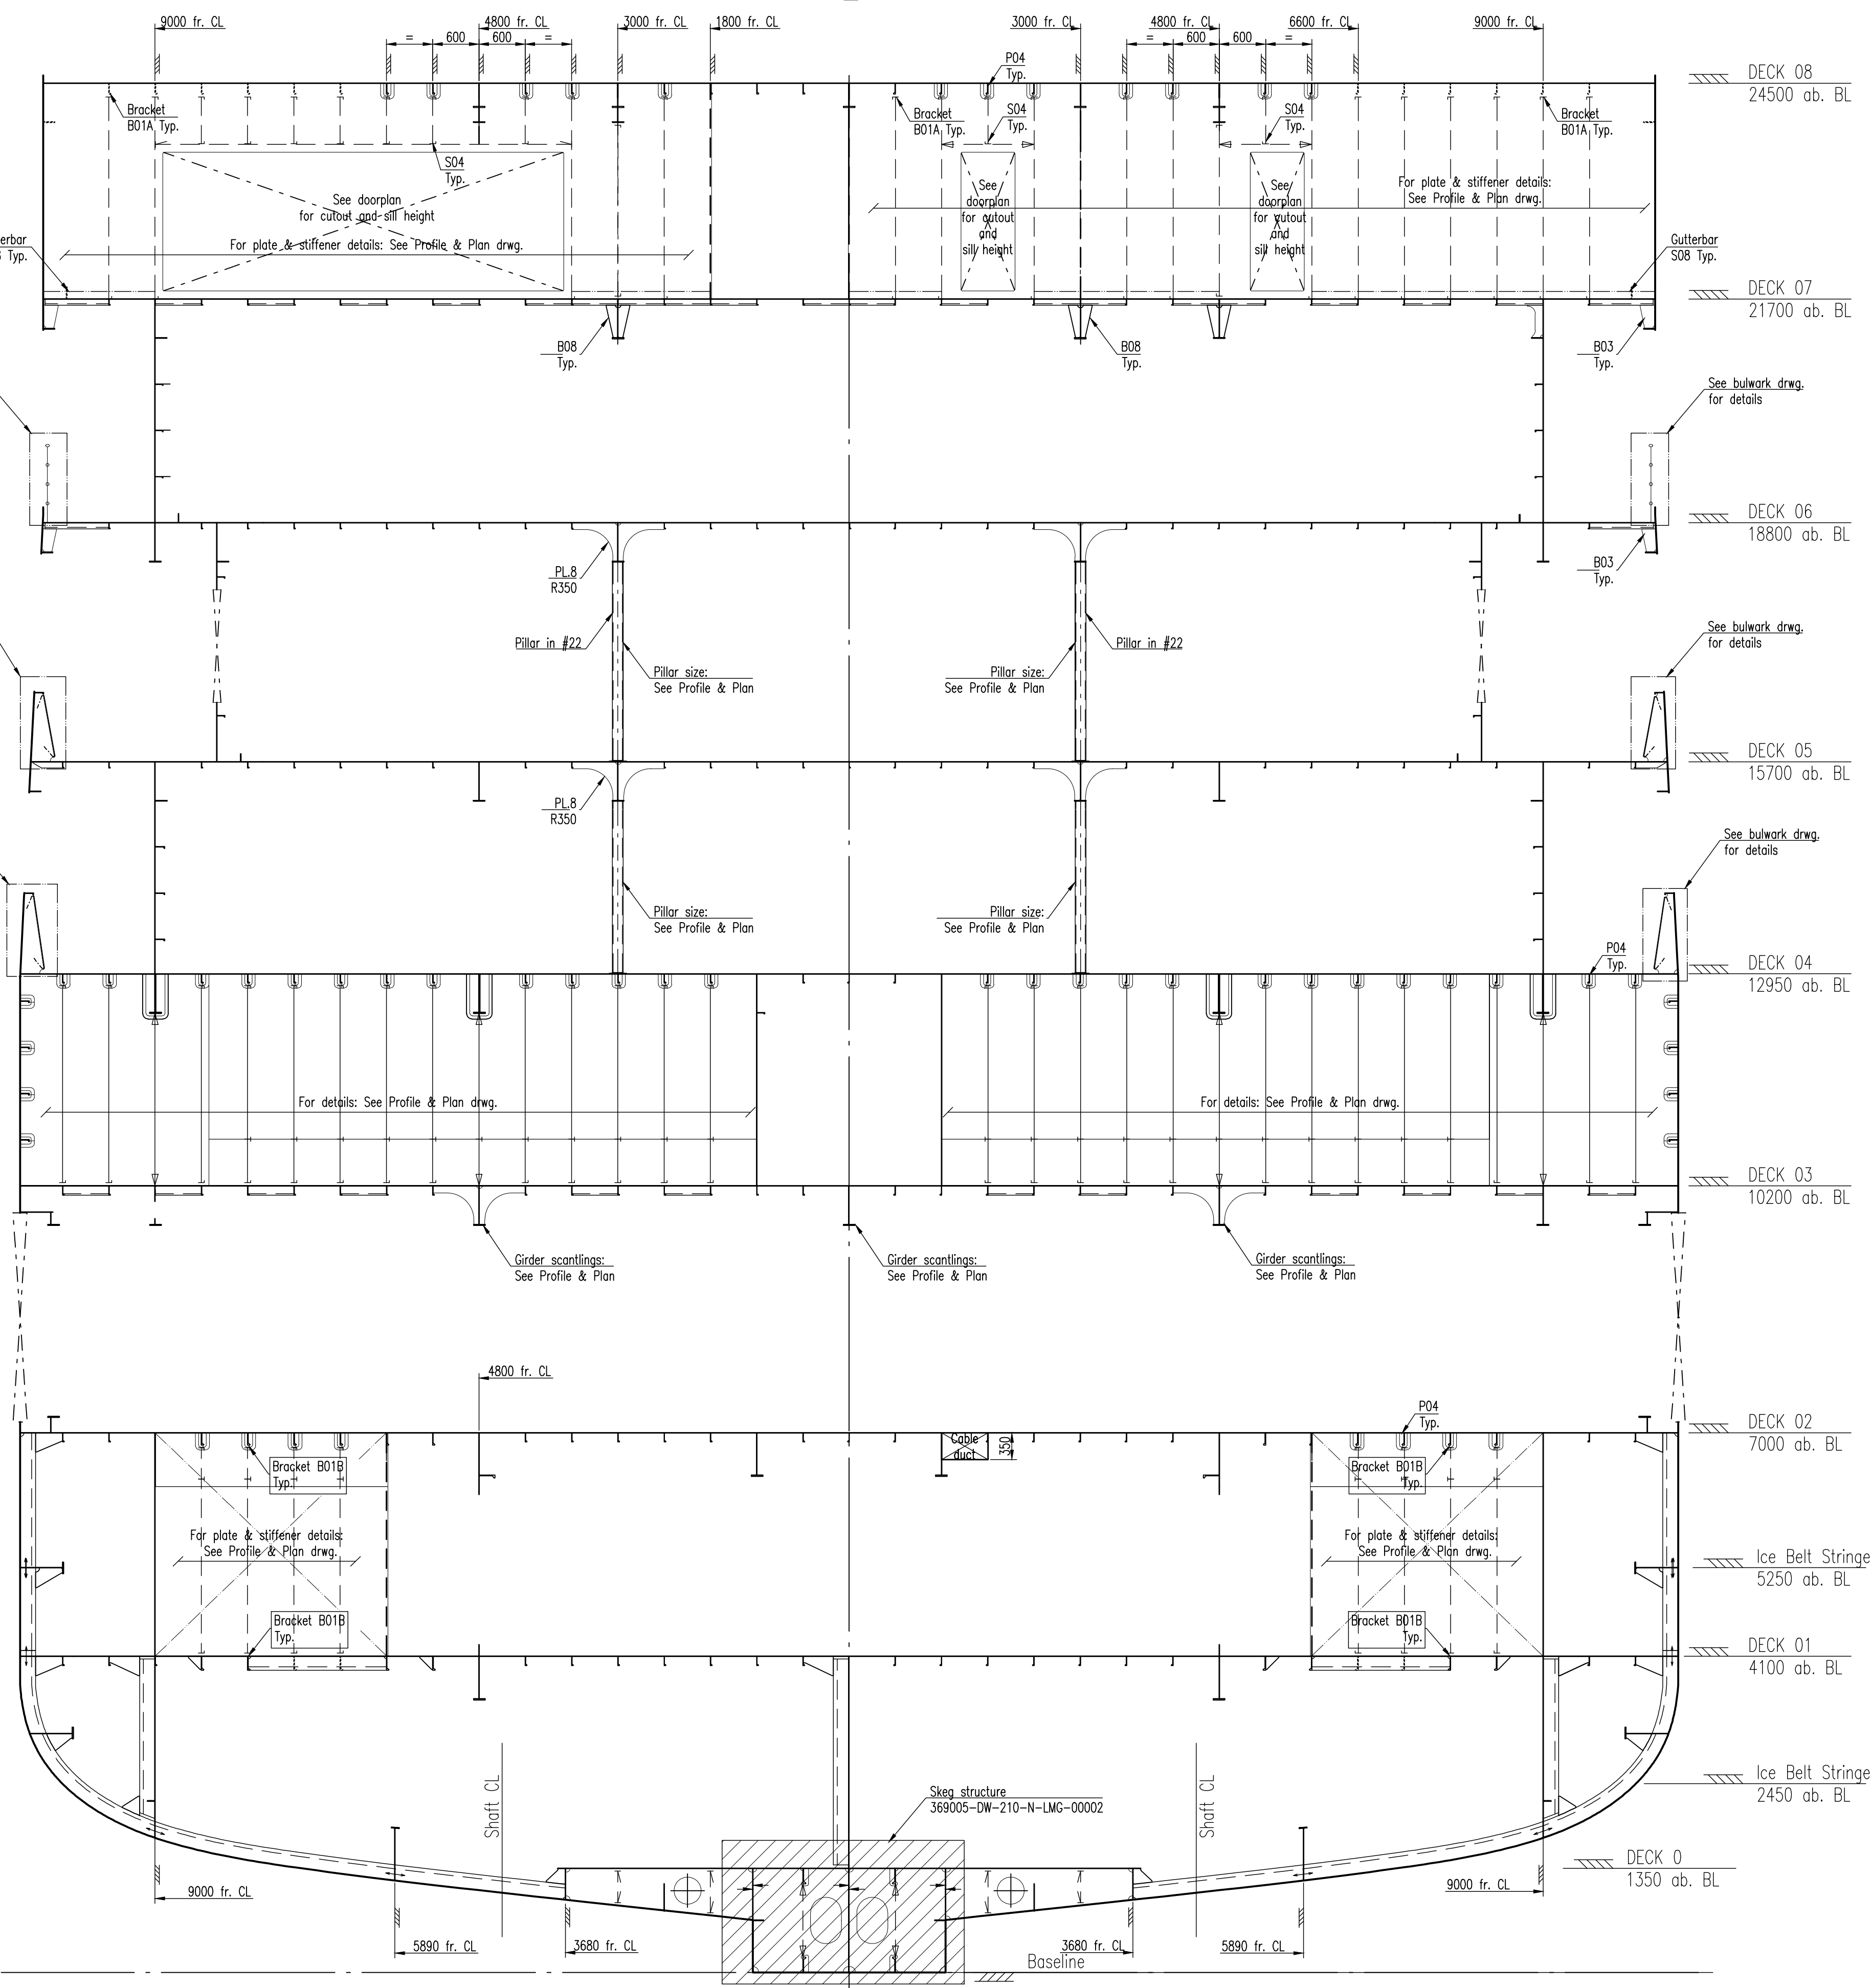 9000 fr. CL
4800 fr. CL
3000 fr. CL
1800 fr. CL
3000 fr. CL
4800 fr. CL
6600 fr. CL
9000 fr. CL
=
600
600
=
=
600
600
=
P04
Typ.
DECK 08
24500 ab. BL
Bracket
B01A Typ.
S04
Typ.
Bracket
B01A Typ.
S04
Typ.
S04
Typ.
Bracket
B01A Typ.
See doorplan
for cutout and sill height
See
doorplan
for cutout
and
sill height
See
doorplan
for cutout
and
sill height
For plate & stiffener details:
See Profile & Plan drwg.
For plate & stiffener details: See Profile & Plan drwg.
Typ.
Gutterbar
S08 Typ.
DECK 07
21700 ab. BL
B08
Typ.
B08
Typ.
B03
Typ.
See bulwark drwg.
for details
DECK 06
18800 ab. BL
PL.8
R350
B03
Typ.
Pillar in #22
Pillar in #22
See bulwark drwg.
for details
Pillar size:
See Profile & Plan
Pillar size:
See Profile & Plan
DECK 05
15700 ab. BL
PL.8
R350
See bulwark drwg.
for details
Pillar size:
See Profile & Plan
Pillar size:
See Profile & Plan
P04
Typ.
DECK 04
12950 ab. BL
For details: See Profile & Plan drwg.
For details: See Profile & Plan drwg.
DECK 03
10200 ab. BL
Girder scantlings:
See Profile & Plan
Girder scantlings:
See Profile & Plan
Girder scantlings:
See Profile & Plan
4800 fr. CL
P04
Typ.
DECK 02
7000 ab. BL
Cable
duct
350
Bracket B01B
Typ.
Bracket B01B
Typ.
For plate & stiffener details:
See Profile & Plan drwg.
For plate & stiffener details:
See Profile & Plan drwg.
Ice Belt Stringe
5250 ab. BL
Bracket B01B
Typ.
Bracket B01B
Typ.
DECK 01
4100 ab. BL
Ice Belt Stringe
2450 ab. BL
Shaft CL
Shaft CL
Skeg structure
369005-DW-210-N-LMG-00002
DECK 0
1350 ab. BL
9000 fr. CL
9000 fr. CL
5890 fr. CL
3680 fr. CL
3680 fr. CL
5890 fr. CL
Baseline